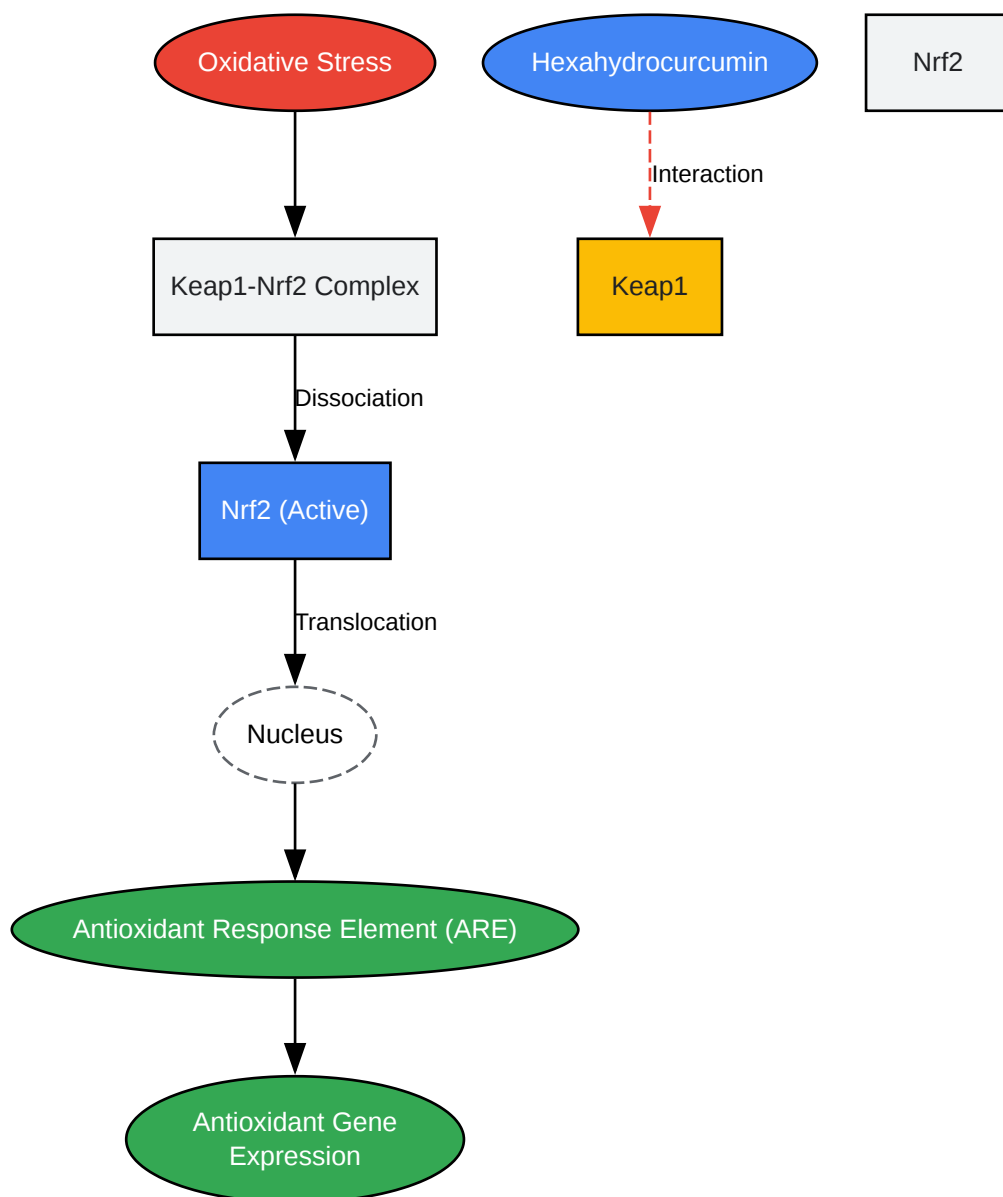 Oxidative Stress
Hexahydrocurcumin
Nrf2
Interaction
Keap1-Nrf2 Complex
Keap1
Dissociation
Nrf2 (Active)
Translocation
Nucleus
Antioxidant Response Element (ARE)
Antioxidant Gene
Expression